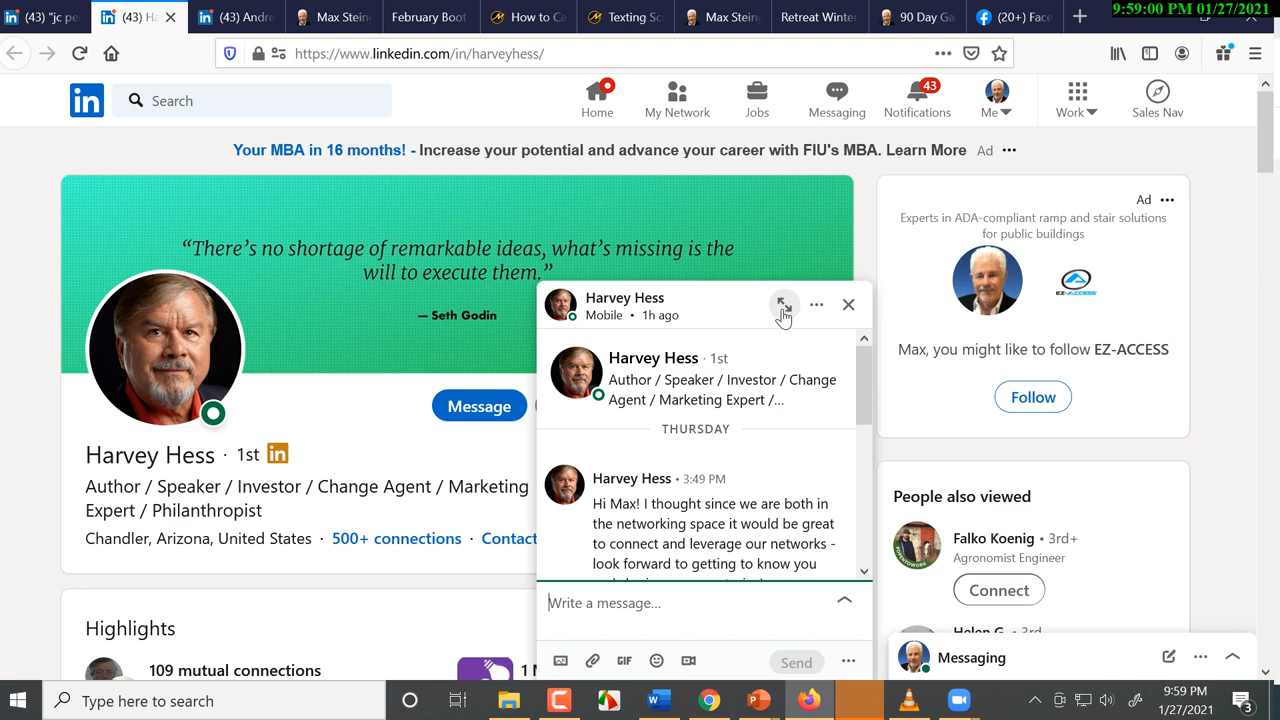 9:59:00 PM 01/27/2021
(43) "jc pe
(43) Ha
(43) Andre
Max Stein
February Boot
How to Ca
Texting Sc
Max Stein
Retreat Winter
90 Day Ga
(20+) Face
https://www.linkedin.com/in/harveyhess/
in
Search
Home
My Network
Jobs
Messaging
43
Notifications
Me
Work
Sales Nav
Your MBA in 16 months! - Increase your potential and advance your career with FIU's MBA. Learn More Ad
“There’s no shortage of remarkable ideas, what’s missing is the
will to execute them.”
— Seth Godin
Message
Harvey Hess · 1st in
Author / Speaker / Investor / Change Agent / Marketing
Expert / Philanthropist
Chandler, Arizona, United States · 500+ connections · Contact
Highlights
109 mutual connections
Harvey Hess
Mobile • 1h ago
Harvey Hess · 1st
Author / Speaker / Investor / Change
Agent / Marketing Expert /...
THURSDAY
Harvey Hess • 3:49 PM
Hi Max! I thought since we are both in
the networking space it would be great
to connect and leverage our networks -
look forward to getting to know you
Write a message...
GIF
Send
Ad
Experts in ADA-compliant ramp and stair solutions
for public buildings
EZ-ACCESS
Max, you might like to follow EZ-ACCESS
Follow
People also viewed
Falko Koenig • 3rd+
Agronomist Engineer
Connect
Helen G. • 3rd
Messaging
Type here to search
9:59 PM
1/27/2021
3